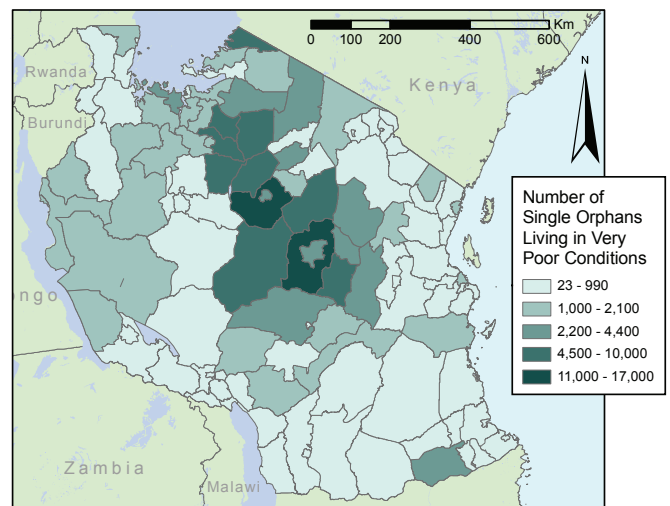 Km
0 100 200 400 600
Rwanda
Kenya
Burundi
N
ongo
Zambia
Malawi
Number of
Single Orphans
Living in Very
Poor Conditions
23 - 990
1,000 - 2,100
2,200 - 4,400
4,500 - 10,000
11,000 - 17,000